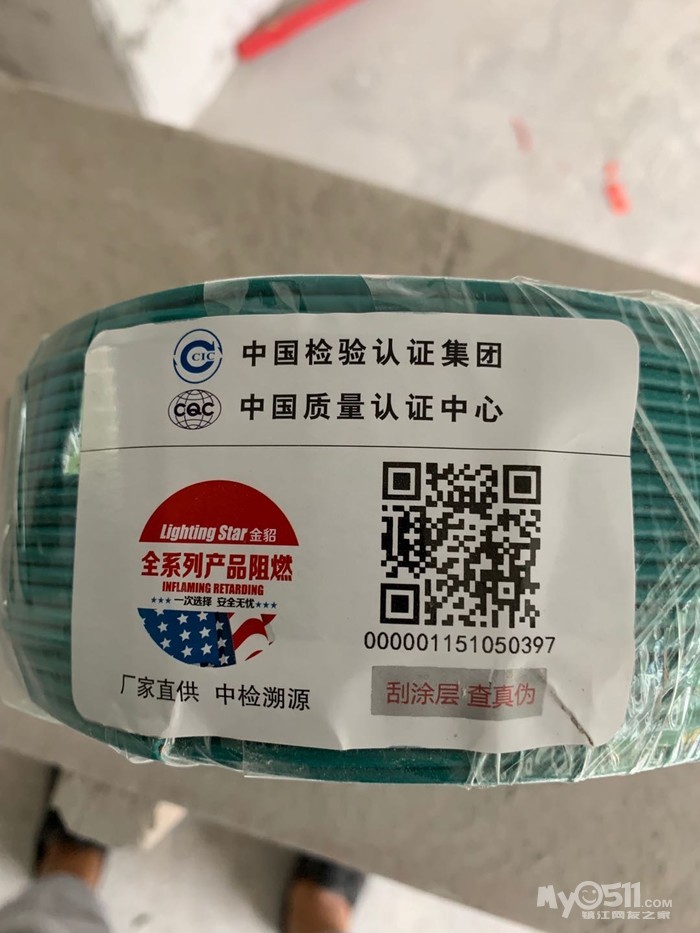 CCIC
中国检验认证集团
CQC
中国质量认证中心
Lighting Star 金貂
全系列产品阻燃
INFLAMING RETARDING
★★★ 一次选择 安全无忧 ★★★
000001151050397
厂家直供 中检溯源
刮涂层 查真伪
My0511.COM
镇江网友之家